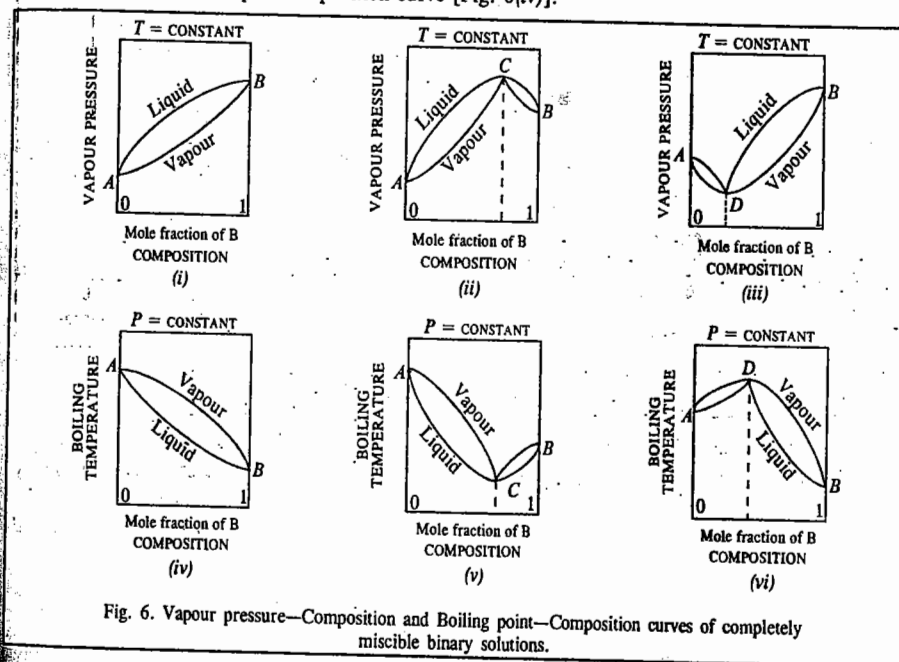 [Fig. 6(iv)].
T = CONSTANT T = CONSTANT T = CONSTANT
VAPOUR PRESSURE
Liquid
Vapour
A
B
0 1
Mole fraction of B
COMPOSITION
(i)
VAPOUR PRESSURE
Liquid
Vapour
A
C
B
0 1
Mole fraction of B
COMPOSITION
(ii)
VAPOUR PRESSURE
Liquid
Vapour
A
D
B
0 1
Mole fraction of B
COMPOSITION
(iii)
P = CONSTANT P = CONSTANT P = CONSTANT
BOILING
TEMPERATURE
Vapour
Liquid
A
B
0 1
Mole fraction of B
COMPOSITION
(iv)
BOILING
TEMPERATURE
Vapour
Liquid
A
C
B
0 1
Mole fraction of B
COMPOSITION
(v)
BOILING
TEMPERATURE
Vapour
Liquid
A
D
B
0 1
Mole fraction of B
COMPOSITION
(vi)
Fig. 6. Vapour pressure—Composition and Boiling point—Composition curves of completely
miscible binary solutions.